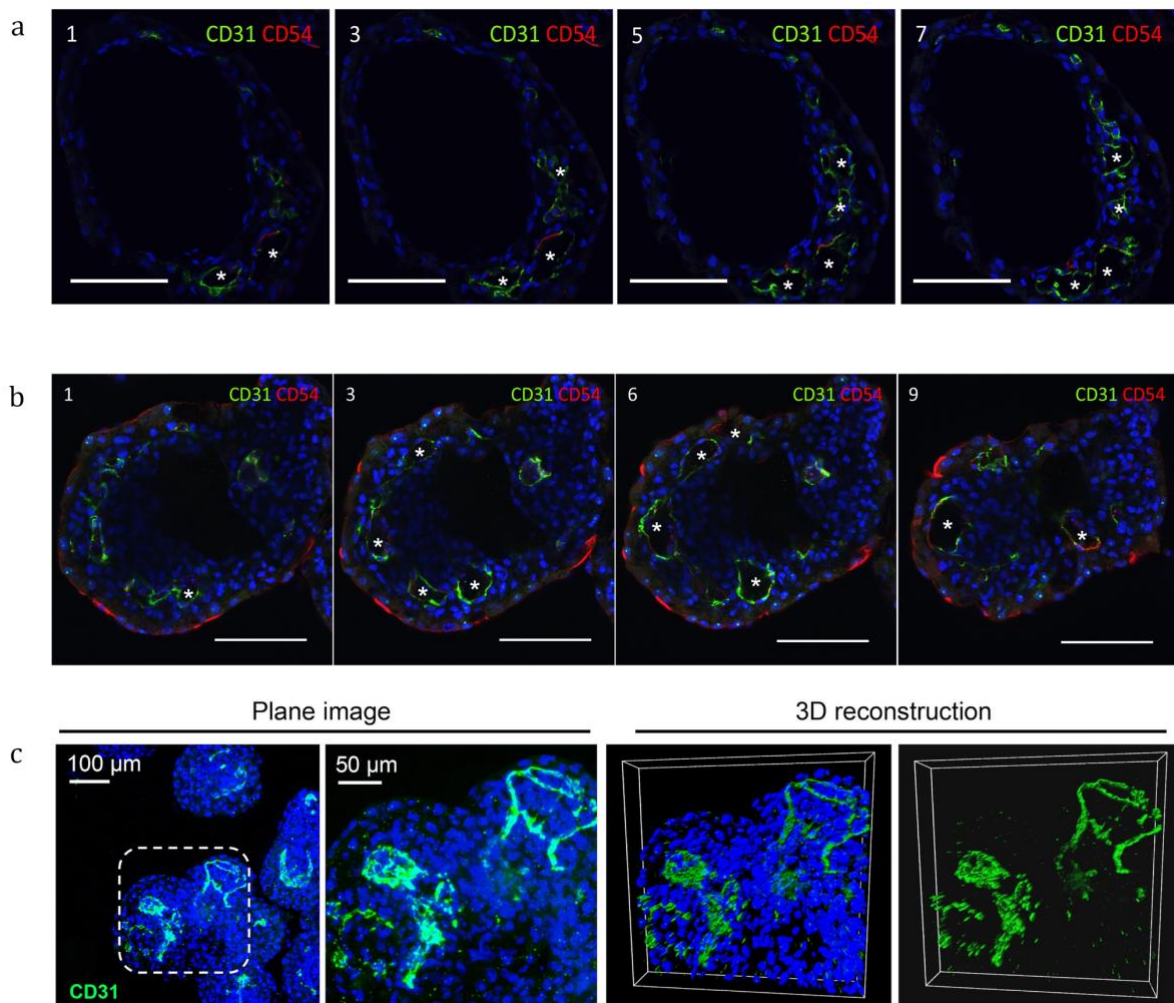 a
1 CD31 CD54
3 CD31 CD54
5 CD31 CD54
7 CD31 CD54
* * * * * * * * * * * * *
b
1 CD31 CD54
3 CD31 CD54
6 CD31 CD54
9 CD31 CD54
* * * * * * * * * * *
Plane image
3D reconstruction
c
100 µm
50 µm
CD31